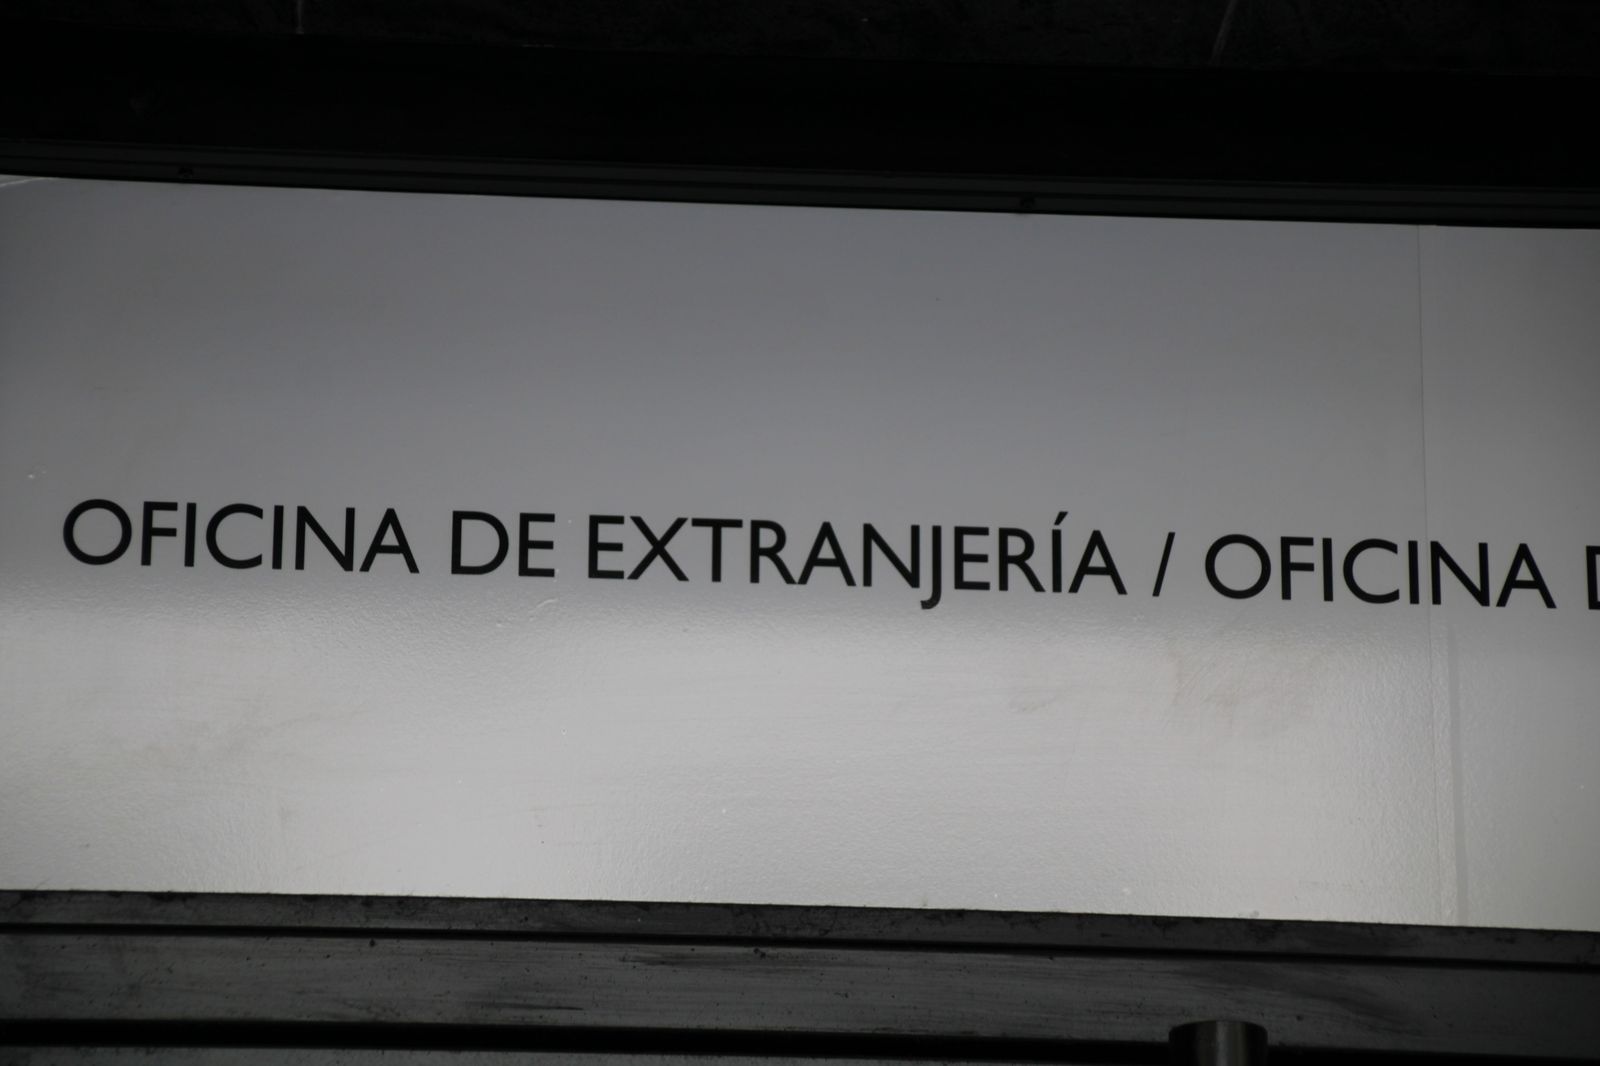 OFICINA DE EXTRANJERÍA / OFICINA